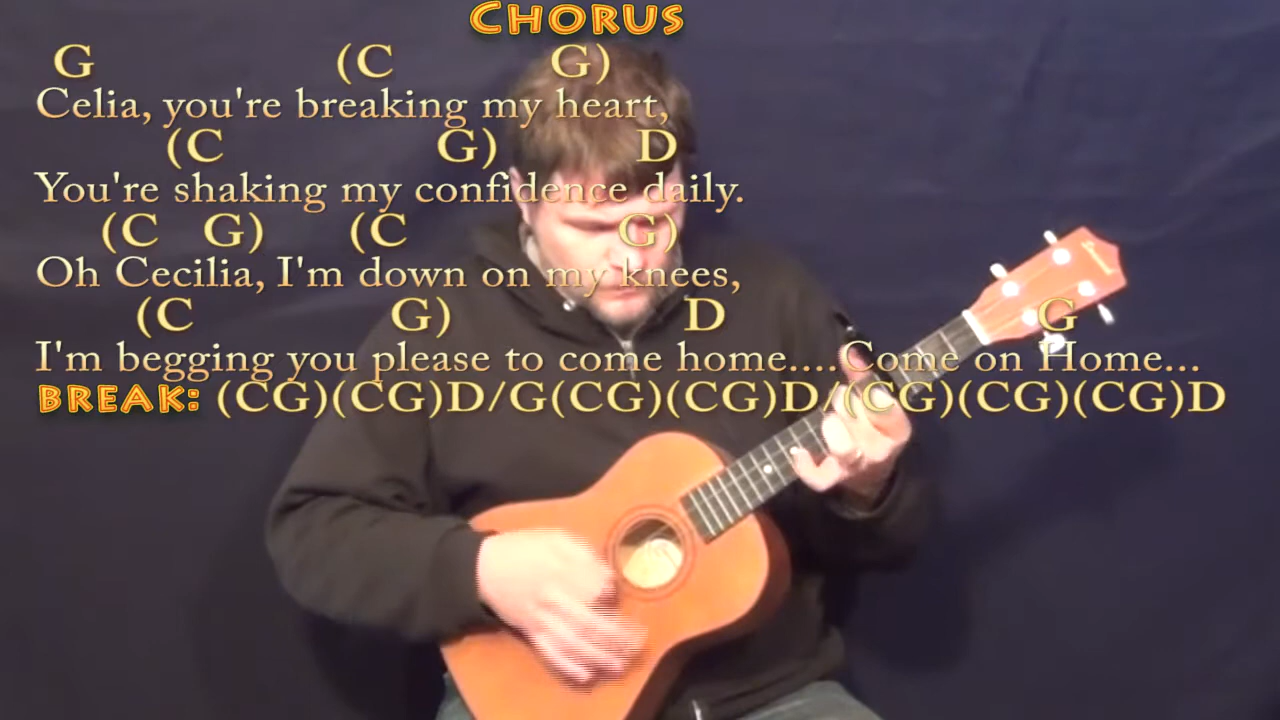 CHORUS
G (C G)
Celia, you're breaking my heart,
(C G) D
You're shaking my confidence daily.
(C G) (C G)
Oh Cecilia, I'm down on my knees,
(C G) D G
I'm begging you please to come home....Come on Home...
BREAK: (CG)(CG)D/G(CG)(CG)D/(CG)(CG)(CG)D